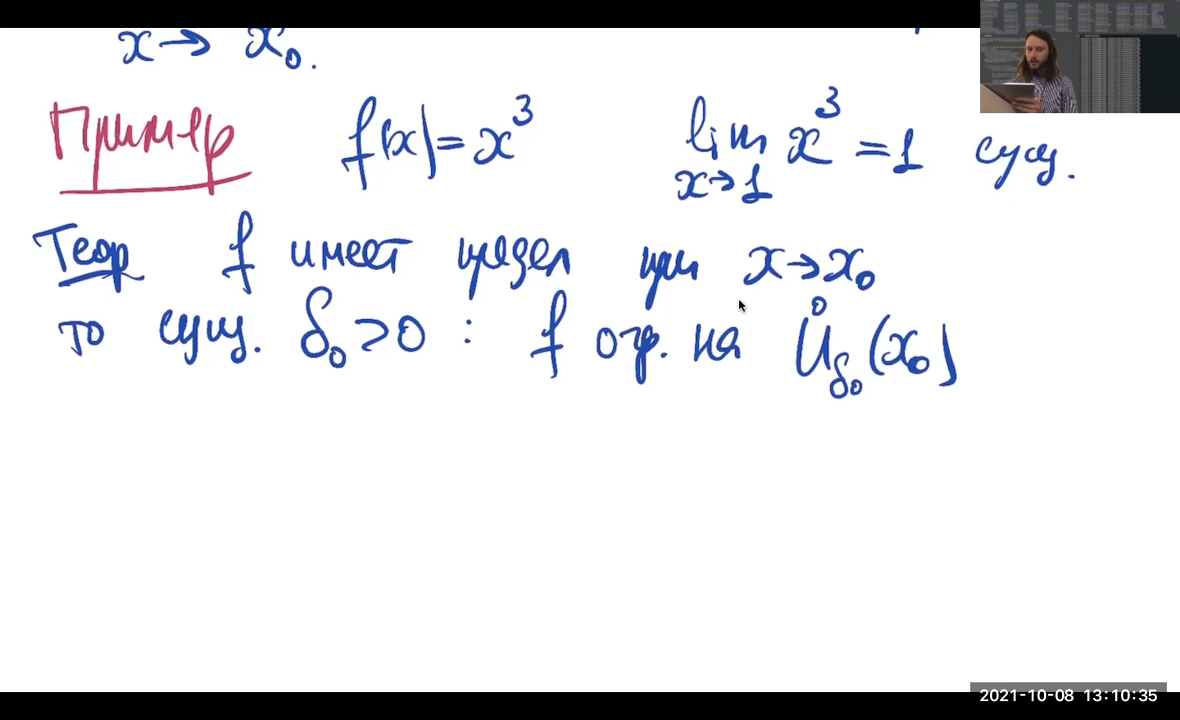 x → x₀.
Пример f(x) = x³ lim x³ = 1 сущ.
x→1
Теор f имеет предел при x→x₀
то сущ. δ₀ > 0 : f огр. на Ů_δ₀(x₀)
2021-10-08 13:10:35